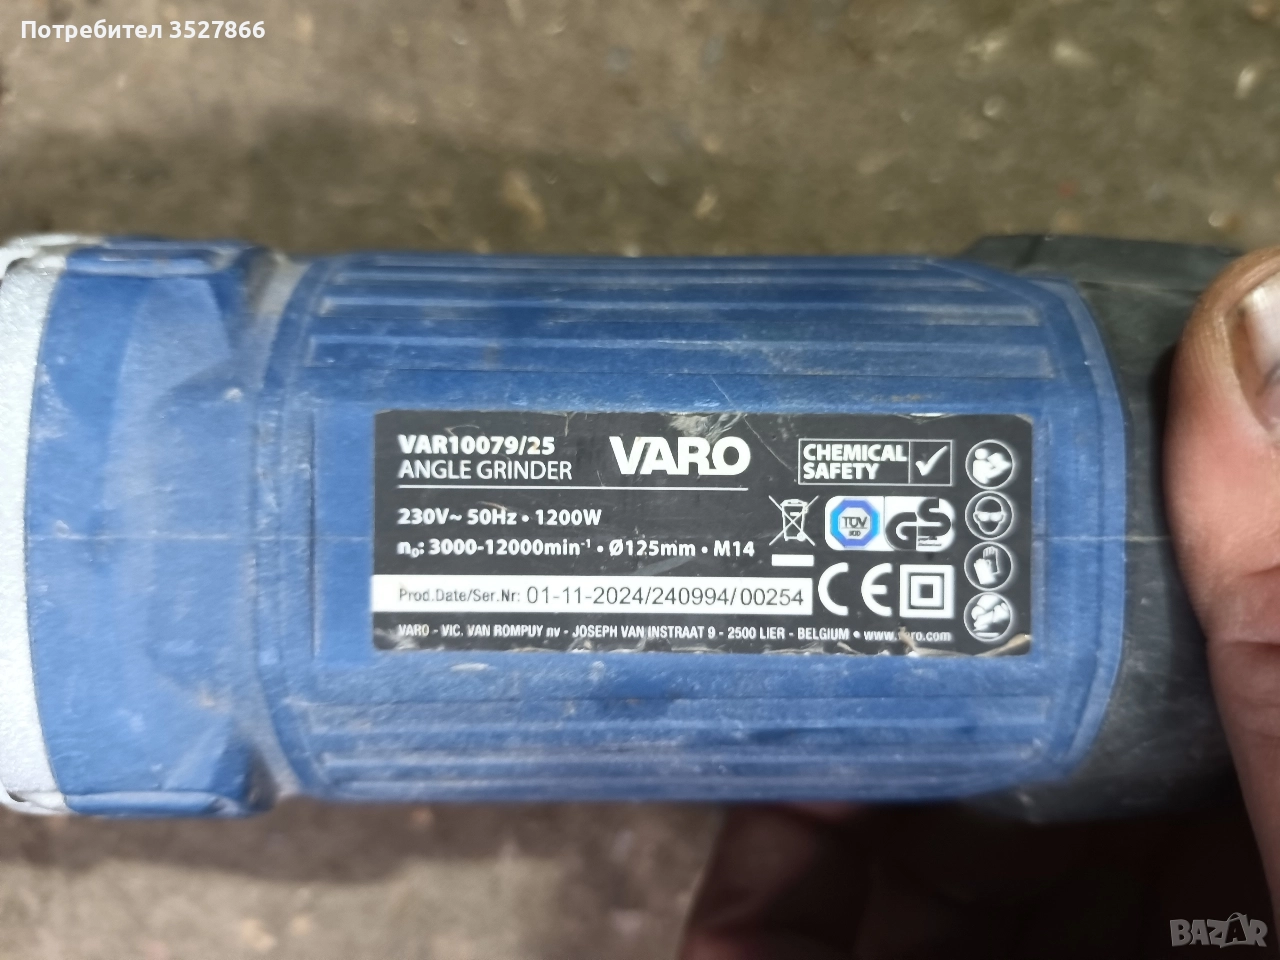 Потребител 3527866
VAR10079/25
ANGLE GRINDER
VARO
CHEMICAL
SAFETY
230V~ 50Hz • 1200W
n₀: 3000-12000min⁻¹ • Ø125mm • M14
TÜV
GS
Prod.Date/Ser.Nr: 01-11-2024/240994/00254
CE
VARO - VIC. VAN ROMPUY nv - JOSEPH VAN INSTRAAT 9 - 2500 LIER - BELGIUM • www.varo.com
BAZAR